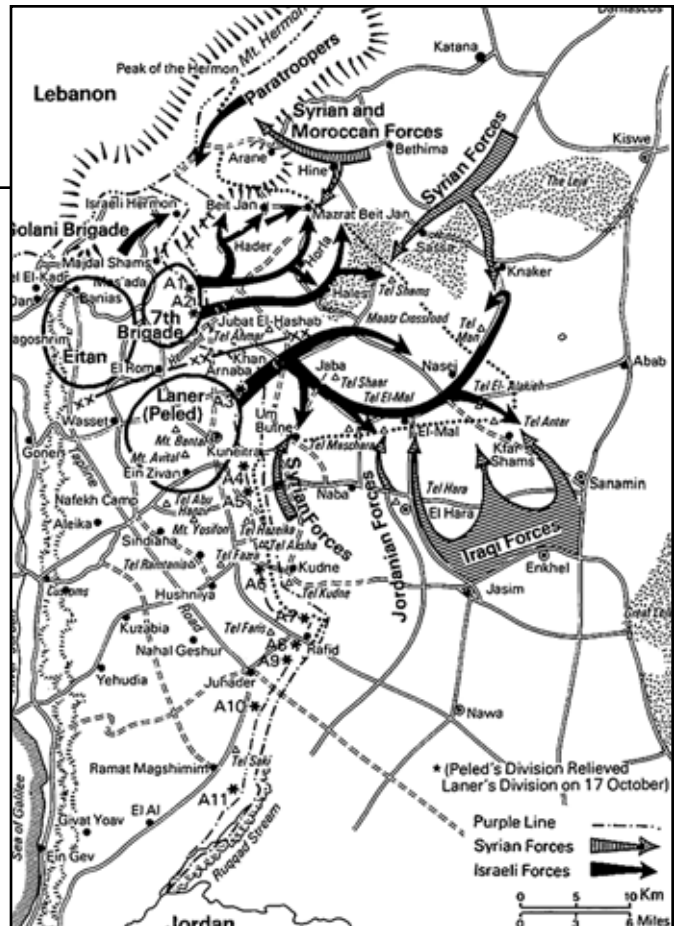 Damascus
Mt. Hermon
Katana
Peak of the Hermon
Paratroopers
Lebanon
Syrian and
Moroccan Forces
Syrian Forces
Kiswe
Arane
Bethima
Hine
The Leja
Israeli Hermon
Beit Jan
Mazrat Beit Jan
Golani Brigade
Hader
Horfa
Sassa
Majdal Shams
Mas'ada
Knaker
A1
A2
Hales
Tel Shams
Banias
7th
Brigade
Jubat El-Hashab
Maatz Crossroad
Tel Ahmar
Tel
Eitan
Khan
Arnaba
El Rom
Jaba
Nasej
Abab
Laner
(Peled)
A3
Tel Shaar
Tel El-Mal
Um
Butne
Wasset
Tel Antar
Mt. Bental
El-Mal
Kfar
Shams
Kuneitra
Tel Mashara
Gonen
Mt. Avital
Tapline
Ein Zivan
A4
Syrian Forces
Naba
Tel Hara
Sanamin
Nafekh Camp
Tel Abu
A5
Jordanian Forces
El Hara
Aleika
Mt. Yosifon
Tel Hazeika
Iraqi Forces
Sindiana
Tel Aksha
Tel Fazra
Enkhel
Tel Ramtania
A6
Kudne
Customs
Hushniya
Tel Kudne
Jasim
A7
Kuzabia
Road
Tel Faris
A8
Rafid
Nahal Geshur
A9
Yehudia
Juhader
A10
Nawa
Ramat Magshimim
Tel Saki
* (Peled's Division Relieved
Laner's Division on 17 October)
A11
El Al
Givat Yoav
Purple Line
Sea of Galilee
Ruqqad Stream
Syrian Forces
Ein Gev
Israeli Forces
0 5 10 Km
Jordan
0 3 6 Miles